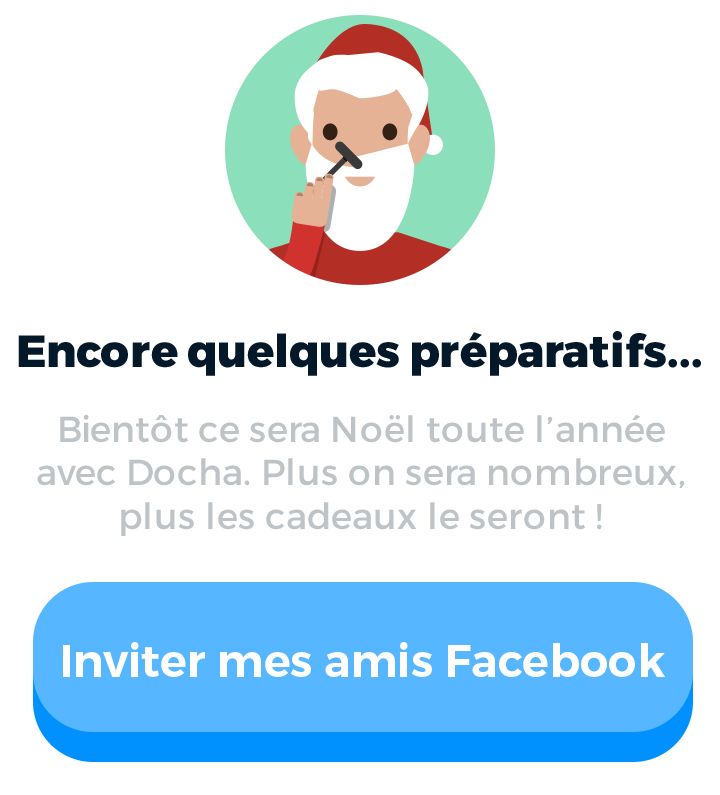 Encore quelques préparatifs...
Bientôt ce sera Noël toute l’année
avec Docha. Plus on sera nombreux,
plus les cadeaux le seront !
Inviter mes amis Facebook